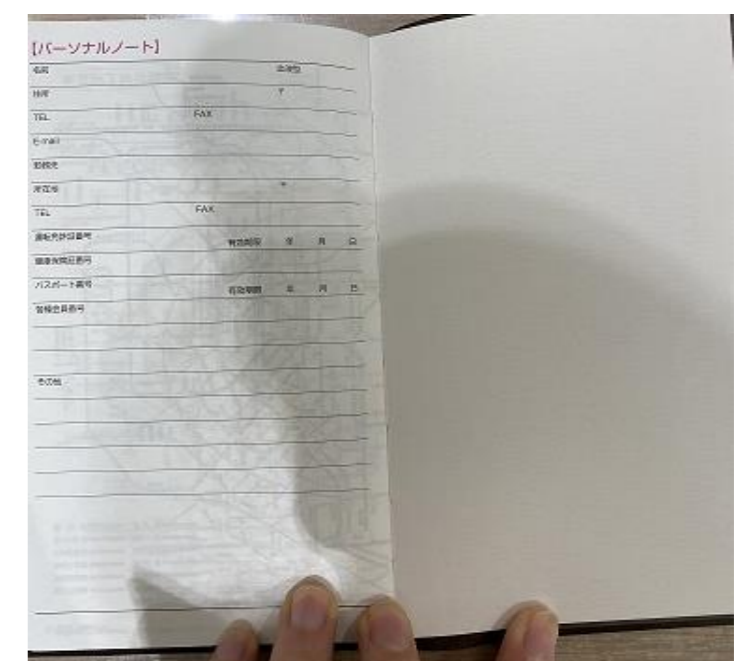 【パーソナルノート】
名前 血液型
住所 〒
TEL FAX
E-mail
勤務先
所在地 〒
TEL FAX
運転免許証番号 有効期限 年 月 日
健康保険証番号
パスポート番号 有効期限 年 月 日
各種会員番号
その他